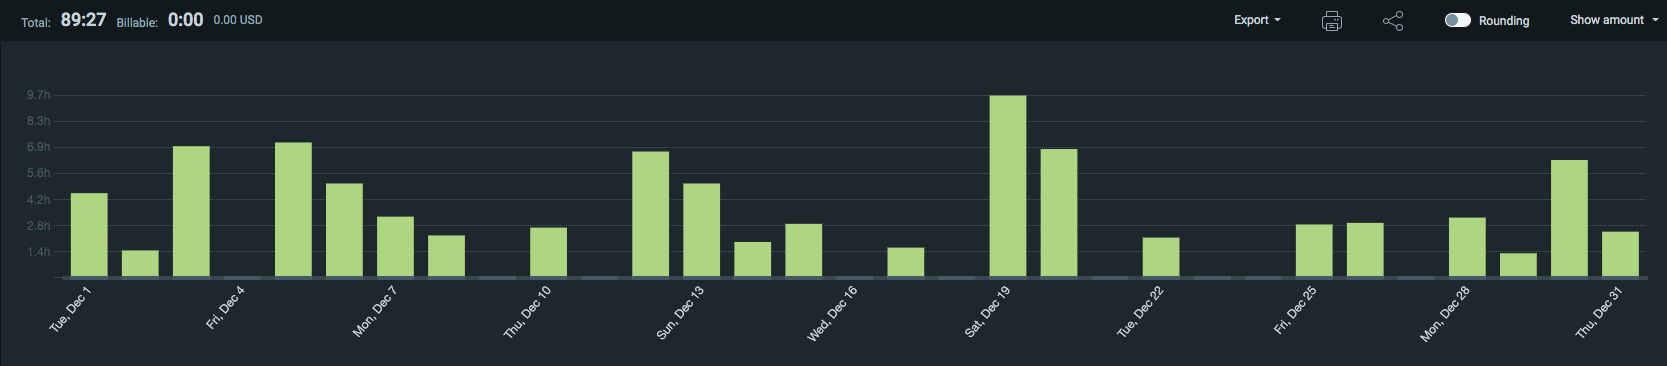 Total: 89:27 Billable: 0:00 0.00 USD Export Rounding Show amount
9.7h
8.3h
6.9h
5.6h
4.2h
2.8h
1.4h
Tue, Dec 1
Fri, Dec 4
Mon, Dec 7
Thu, Dec 10
Sun, Dec 13
Wed, Dec 16
Sat, Dec 19
Tue, Dec 22
Fri, Dec 25
Mon, Dec 28
Thu, Dec 31